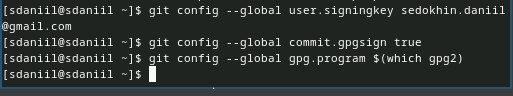 [sdaniil@sdaniil ~]$ git config --global user.signingkey sedokhin.daniil
@gmail.com
[sdaniil@sdaniil ~]$ git config --global commit.gpgsign true
[sdaniil@sdaniil ~]$ git config --global gpg.program $(which gpg2)
[sdaniil@sdaniil ~]$